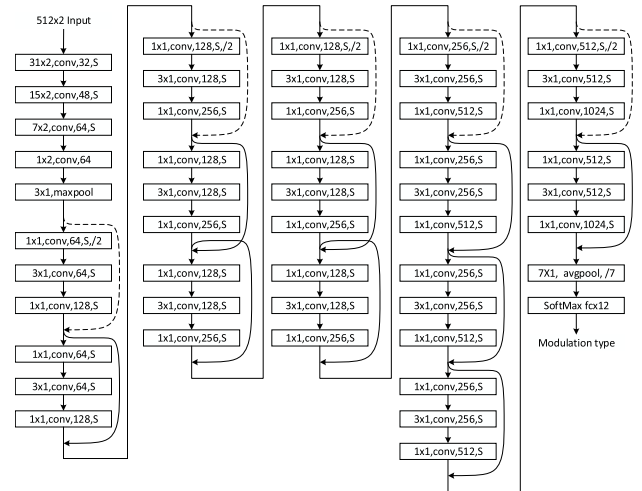 512x2 Input
31x2,conv,32,S
15x2,conv,48,S
7x2,conv,64,S
1x2,conv,64
3x1,maxpool
1x1,conv,64,S,/2
3x1,conv,64,S
1x1,conv,128,S
1x1,conv,64,S
3x1,conv,64,S
1x1,conv,128,S
1x1,conv,128,S,/2
3x1,conv,128,S
1x1,conv,256,S
1x1,conv,128,S
3x1,conv,128,S
1x1,conv,256,S
1x1,conv,128,S
3x1,conv,128,S
1x1,conv,256,S
1x1,conv,128,S,/2
3x1,conv,128,S
1x1,conv,256,S
1x1,conv,128,S
3x1,conv,128,S
1x1,conv,256,S
1x1,conv,128,S
3x1,conv,128,S
1x1,conv,256,S
1x1,conv,256,S,/2
3x1,conv,256,S
1x1,conv,512,S
1x1,conv,256,S
3x1,conv,256,S
1x1,conv,512,S
1x1,conv,256,S
3x1,conv,256,S
1x1,conv,512,S
1x1,conv,256,S
3x1,conv,256,S
1x1,conv,512,S
1x1,conv,512,S,/2
3x1,conv,512,S
1x1,conv,1024,S
1x1,conv,512,S
3x1,conv,512,S
1x1,conv,1024,S
7X1, avgpool, /7
SoftMax fcx12
Modulation type